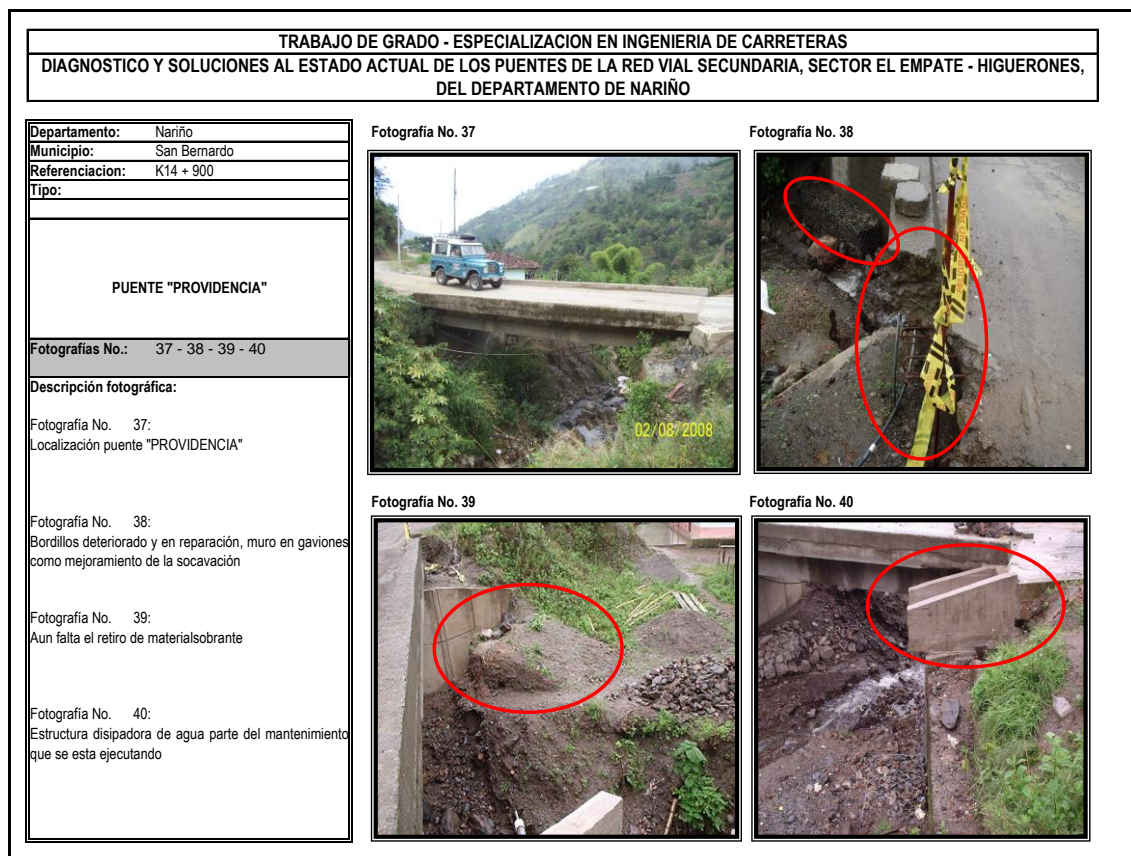 TRABAJO DE GRADO - ESPECIALIZACION EN INGENIERIA DE CARRETERAS
DIAGNOSTICO Y SOLUCIONES AL ESTADO ACTUAL DE LOS PUENTES DE LA RED VIAL SECUNDARIA, SECTOR EL EMPATE - HIGUERONES,
DEL DEPARTAMENTO DE NARIÑO
Departamento: Nariño
Municipio: San Bernardo
Referenciacion: K14 + 900
Tipo:
PUENTE "PROVIDENCIA"
Fotografías No.: 37 - 38 - 39 - 40
Descripción fotográfica:
Fotografía No. 37:
Localización puente "PROVIDENCIA"
Fotografía No. 38:
Bordillos deteriorado y en reparación, muro en gaviones
como mejoramiento de la socavación
Fotografía No. 39:
Aun falta el retiro de materialsobrante
Fotografía No. 40:
Estructura disipadora de agua parte del mantenimiento
que se esta ejecutando
Fotografía No. 37
02/08/2008
Fotografía No. 38
Fotografía No. 39
Fotografía No. 40